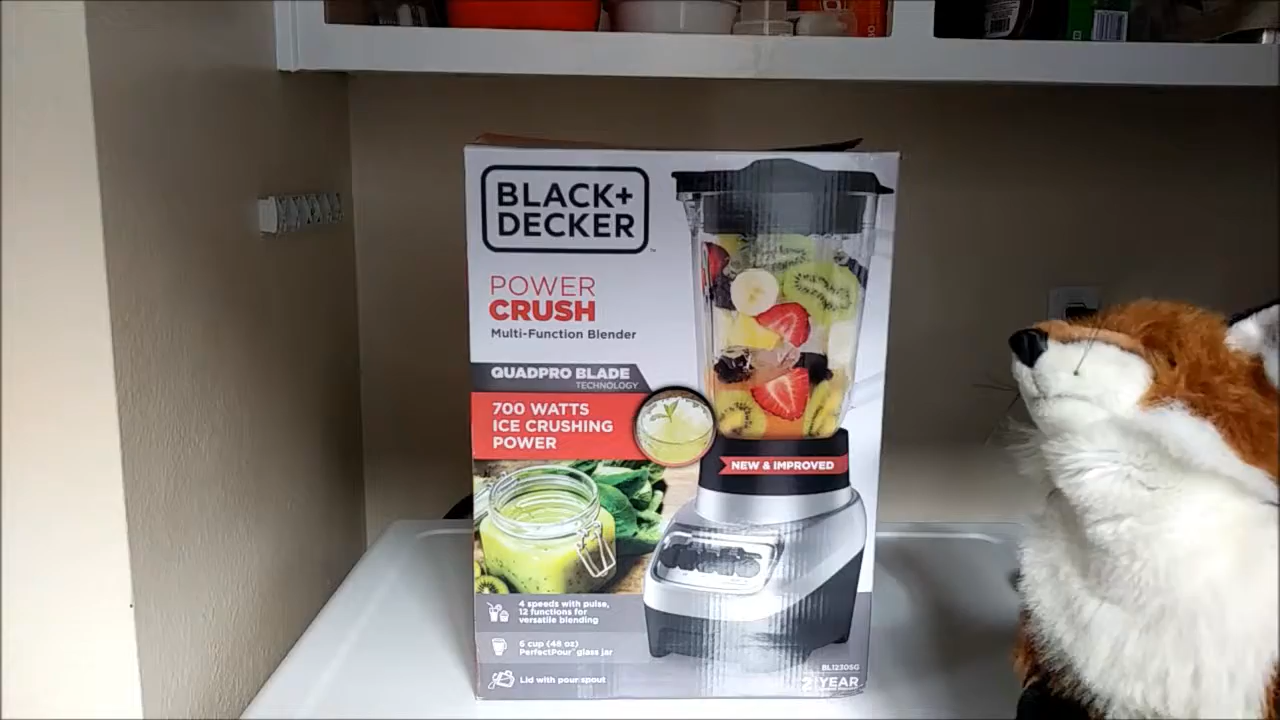 BLACK+
DECKER
POWER
CRUSH
Multi-Function Blender
QUADPRO BLADE
TECHNOLOGY
700 WATTS
ICE CRUSHING
POWER
NEW & IMPROVED
4 speeds with pulse,
12 functions for
versatile blending
6 cup (48 oz)
PerfectPour™ glass jar
Lid with pour spout
BL1230SG
2 YEAR